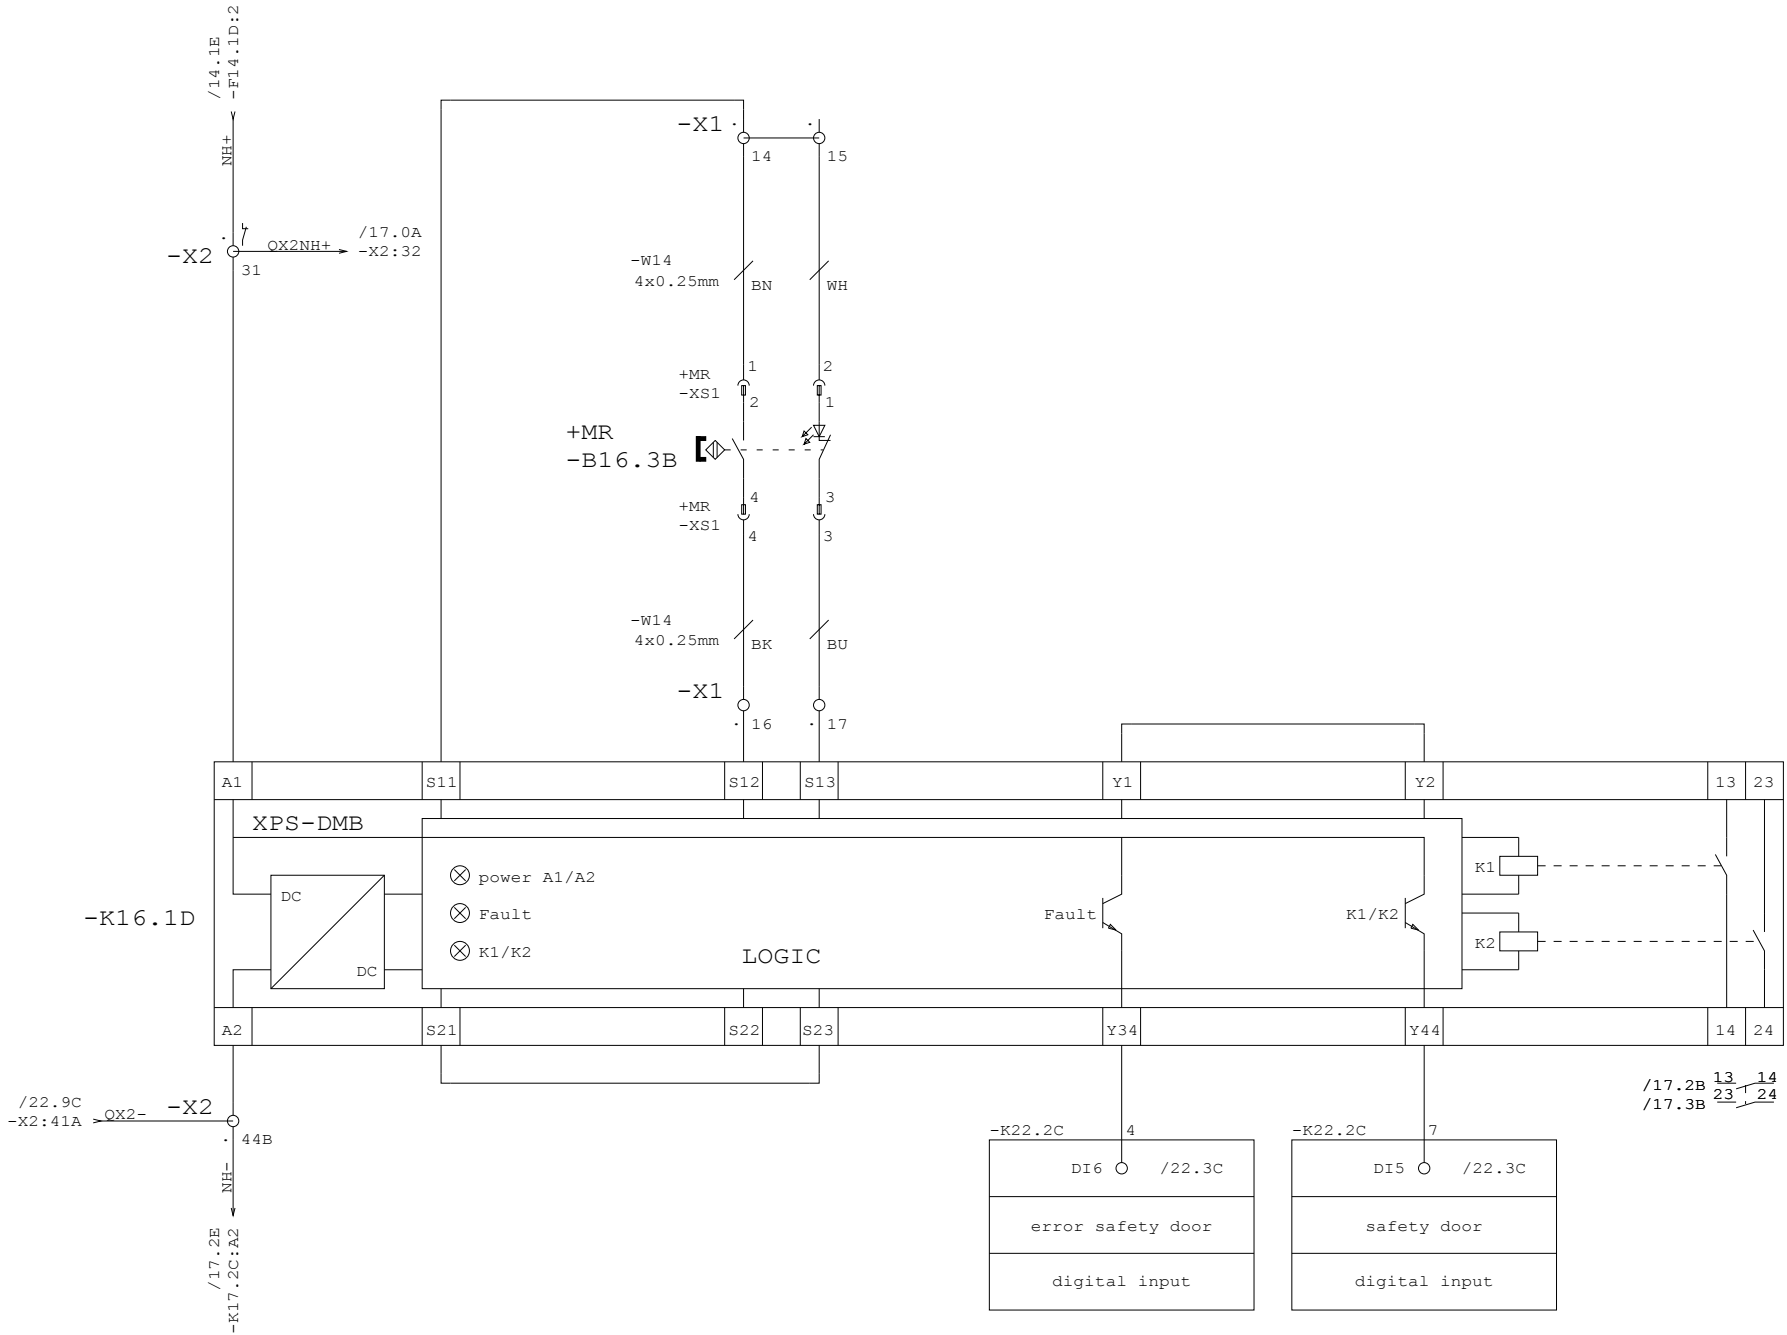 /14.1E
-F14.1D:2
NH+
-X2
31
QX2NH+
/17.0A
-X2:32
-X1
14
15
-W14
4x0.25mm
BN
WH
1
2
+MR
-XS1
2
1
+MR
-B16.3B
4
3
+MR
-XS1
4
3
-W14
4x0.25mm
BK
BU
-X1
16
17
A1
S11
S12
S13
Y1
Y2
13
23
XPS-DMB
-K16.1D
DC
DC
power A1/A2
Fault
K1/K2
LOGIC
Fault
K1/K2
K1
K2
A2
S21
S22
S23
Y34
Y44
14
24
/17.2B 13 14
/17.3B 23 24
/22.9C
-X2:41A
QX2-
-X2
44B
NH-
/17.2E
-K17.2C:A2
-K22.2C
4
DI6
/22.3C
error safety door
digital input
-K22.2C
7
DI5
/22.3C
safety door
digital input